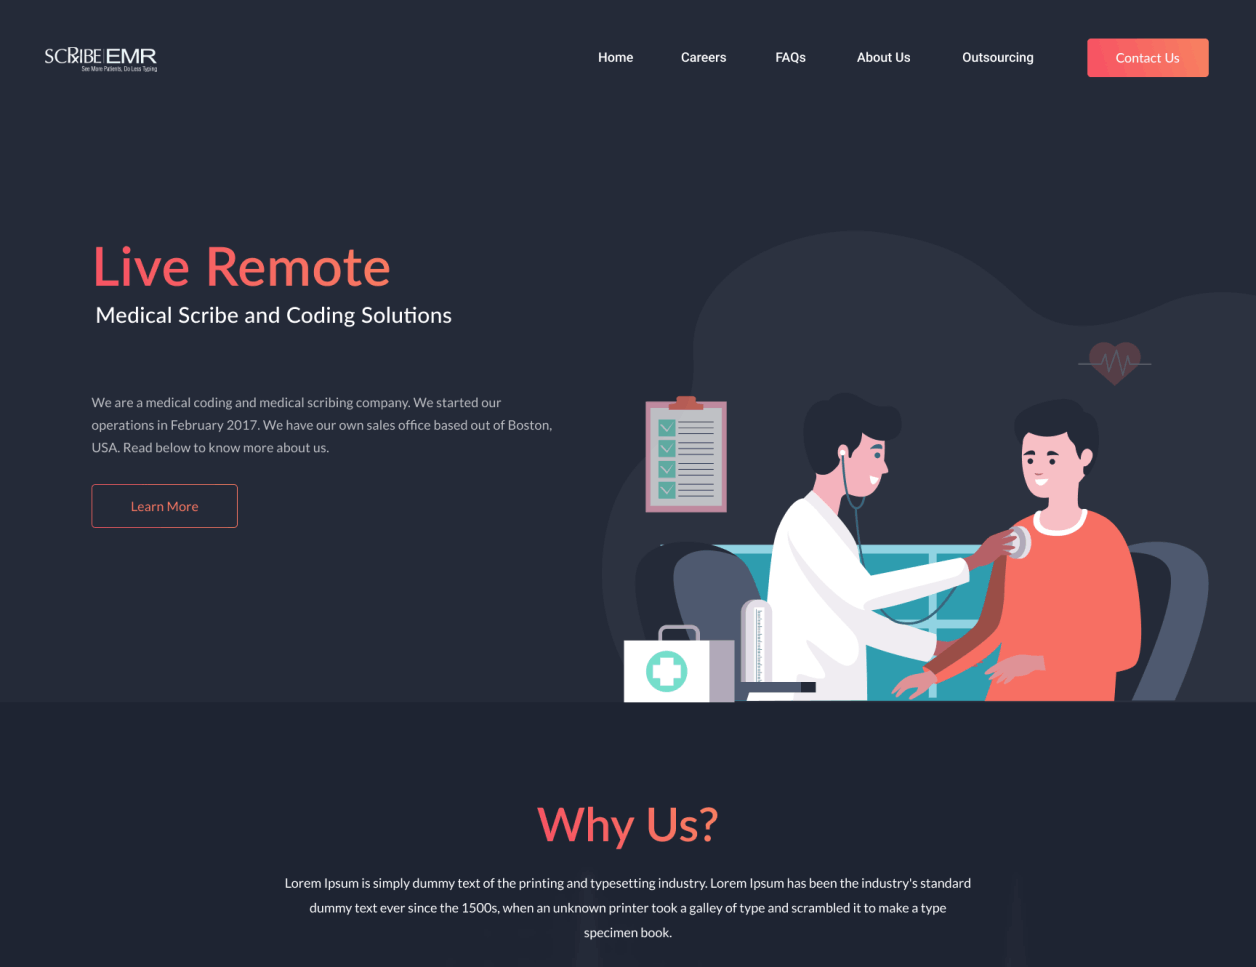 SCRIBE|EMR
See More Patients, Do Less Typing
Home
Careers
FAQs
About Us
Outsourcing
Contact Us
Live Remote
Medical Scribe and Coding Solutions
We are a medical coding and medical scribing company. We started our
operations in February 2017. We have our own sales office based out of Boston,
USA. Read below to know more about us.
Learn More
Why Us?
Lorem Ipsum is simply dummy text of the printing and typesetting industry. Lorem Ipsum has been the industry's standard
dummy text ever since the 1500s, when an unknown printer took a galley of type and scrambled it to make a type
specimen book.